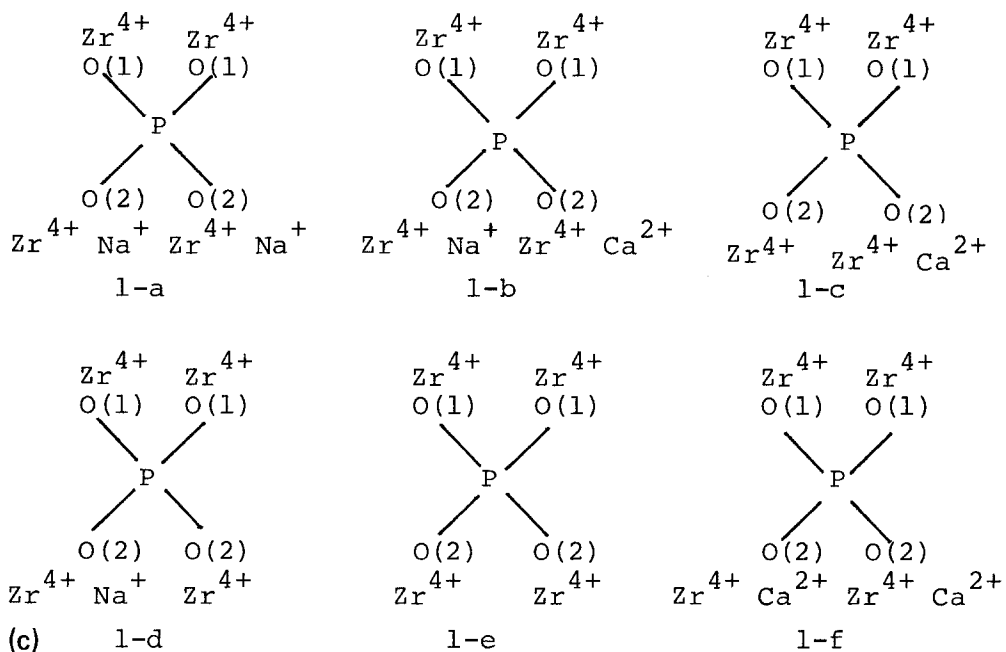 Zr4+ Zr4+ Zr4+ Zr4+ Zr4+ Zr4+
O(1) O(1) O(1) O(1) O(1) O(1)
P P P
O(2) O(2) O(2) O(2) O(2) O(2)
Zr4+ Na+ Zr4+ Na+ Zr4+ Na+ Zr4+ Ca2+ Zr4+ Zr4+ Ca2+
1-a 1-b 1-c
Zr4+ Zr4+ Zr4+ Zr4+ Zr4+ Zr4+
O(1) O(1) O(1) O(1) O(1) O(1)
P P P
O(2) O(2) O(2) O(2) O(2) O(2)
Zr4+ Na+ Zr4+ Zr4+ Zr4+ Zr4+ Ca2+ Zr4+ Ca2+
(c) 1-d 1-e 1-f